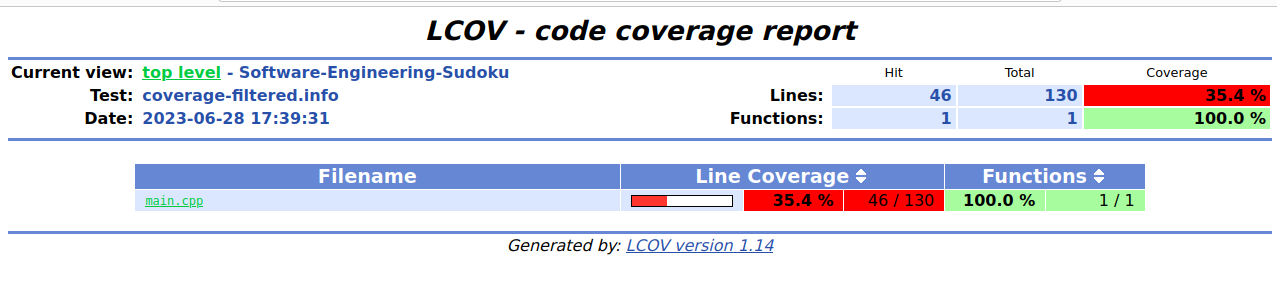 LCOV - code coverage report
Current view: top level - Software-Engineering-Sudoku Hit Total Coverage
Test: coverage-filtered.info Lines: 46 130 35.4 %
Date: 2023-06-28 17:39:31 Functions: 1 1 100.0 %
Filename Line Coverage Functions
main.cpp 35.4 % 46 / 130 100.0 % 1 / 1
Generated by: LCOV version 1.14